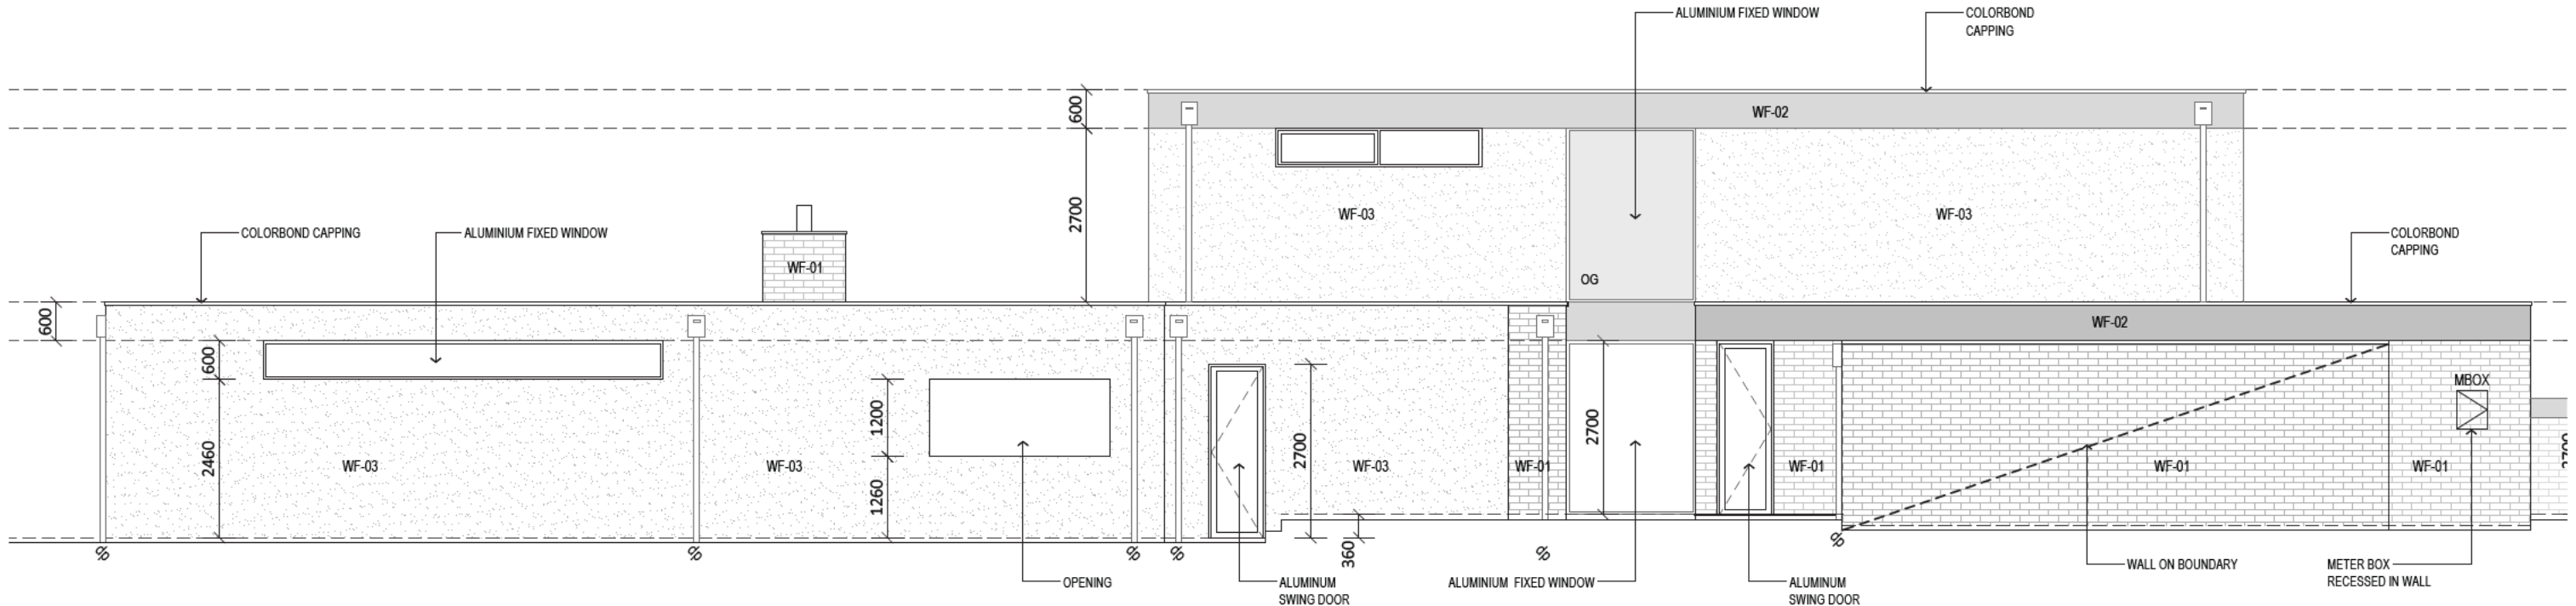 ALUMINIUM FIXED WINDOW
COLORBOND
CAPPING
600
WF-02
2700
WF-03
WF-03
COLORBOND CAPPING
ALUMINIUM FIXED WINDOW
COLORBOND
CAPPING
WF-01
OG
600
WF-02
600
MBOX
1200
2700
2700
2460
WF-03
WF-03
WF-03
WF-01
WF-01
WF-01
WF-01
1260
360
OPENING
ALUMINUM
SWING DOOR
ALUMINIUM FIXED WINDOW
ALUMINUM
SWING DOOR
WALL ON BOUNDARY
METER BOX
RECESSED IN WALL